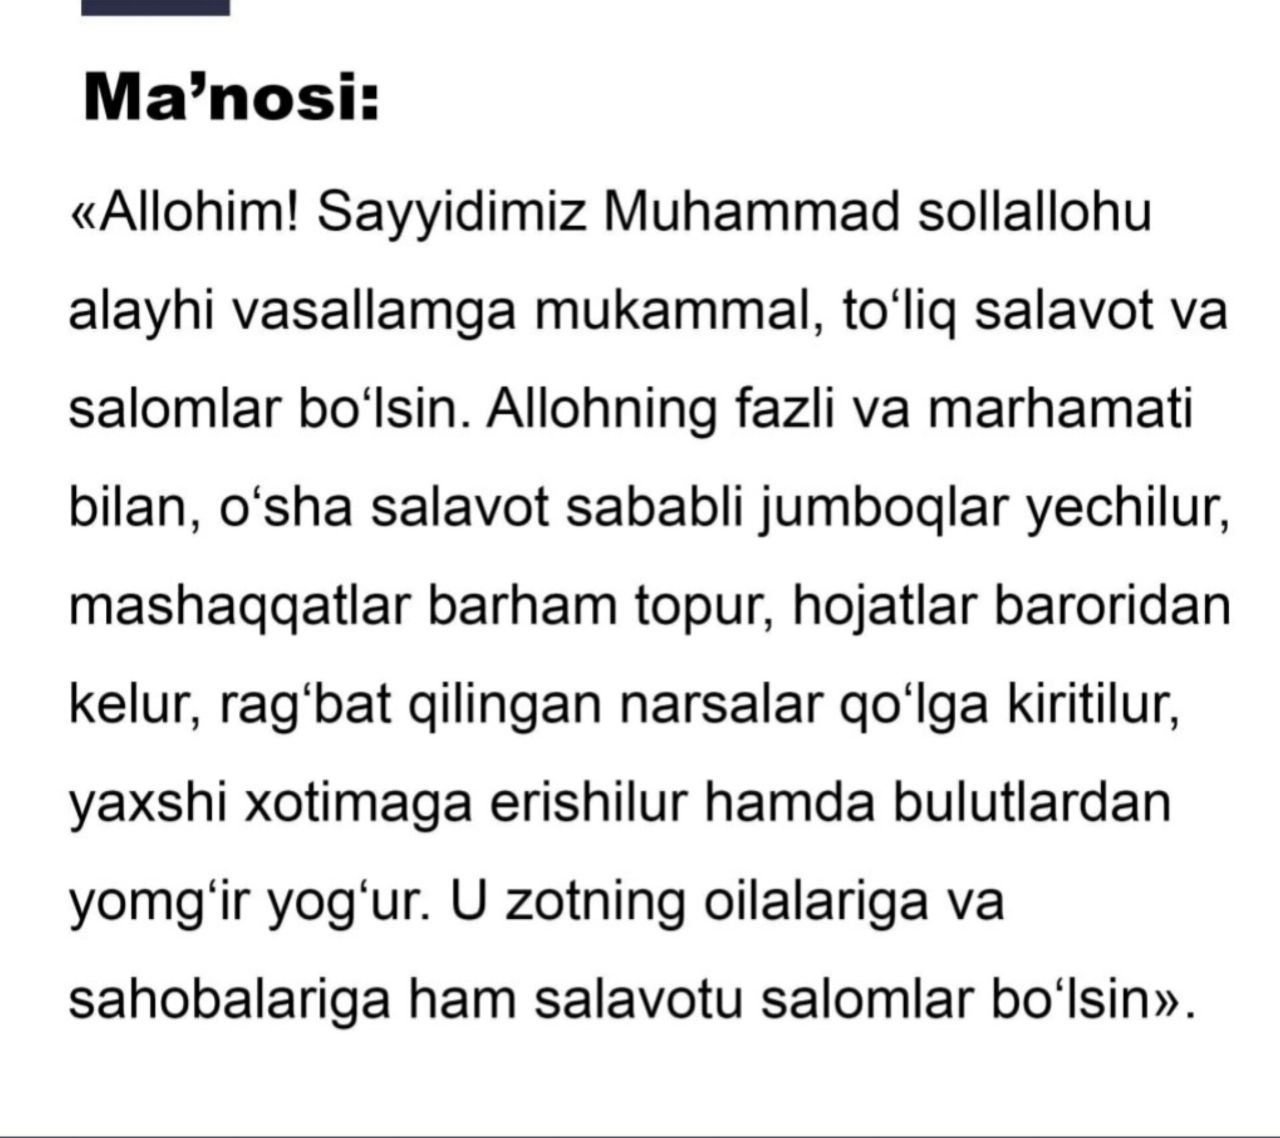 Ma’nosi:
«Allohim! Sayyidimiz Muhammad sollallohu
alayhi vasallamga mukammal, to‘liq salavot va
salomlar bo‘lsin. Allohning fazli va marhamati
bilan, o‘sha salavot sababli jumboqlar yechilur,
mashaqqatlar barham topur, hojatlar baroridan
kelur, rag‘bat qilingan narsalar qo‘lga kiritilur,
yaxshi xotimaga erishilur hamda bulutlardan
yomg‘ir yog‘ur. U zotning oilalariga va
sahobalariga ham salavotu salomlar bo‘lsin».